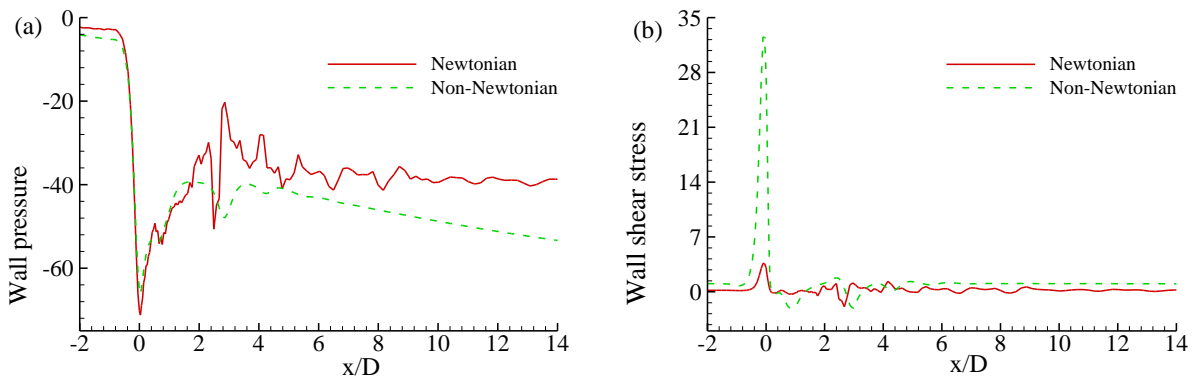 (a)
Wall pressure
0
-20
-40
-60
Newtonian
Non-Newtonian
-2 0 2 4 6 8 10 12 14
x/D
(b)
Wall shear stress
35
28
21
14
7
0
Newtonian
Non-Newtonian
-2 0 2 4 6 8 10 12 14
x/D